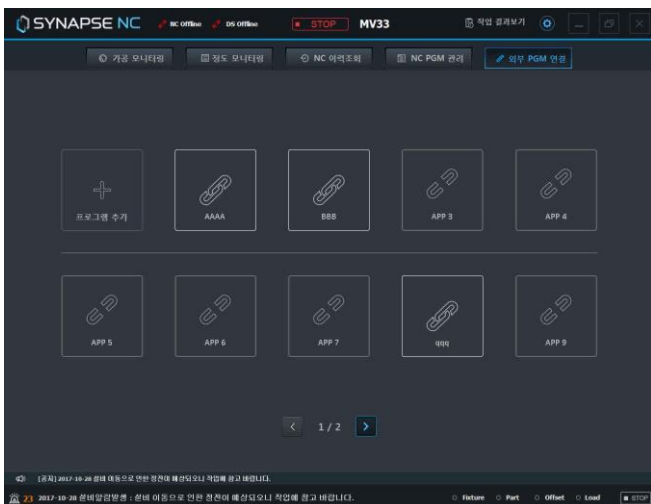 SYNAPSE NC NC Offline DS Offline STOP MV33 작업 결과보기
가공 모니터링 정도 모니터링 NC 이력조회 NC PGM 관리 외부 PGM 연결
프로그램 추가 AAAA BBB APP 3 APP 4
APP 5 APP 6 APP 7 qqq APP 9
1 / 2
[공지] 2017-10-28 설비 이동으로 인한 정전이 예상되오니 작업에 참고 바랍니다.
23 2017-10-28 설비알람발생 : 설비 이동으로 인한 정전이 예상되오니 작업에 참고 바랍니다. Fixture Part Offset Load STOP